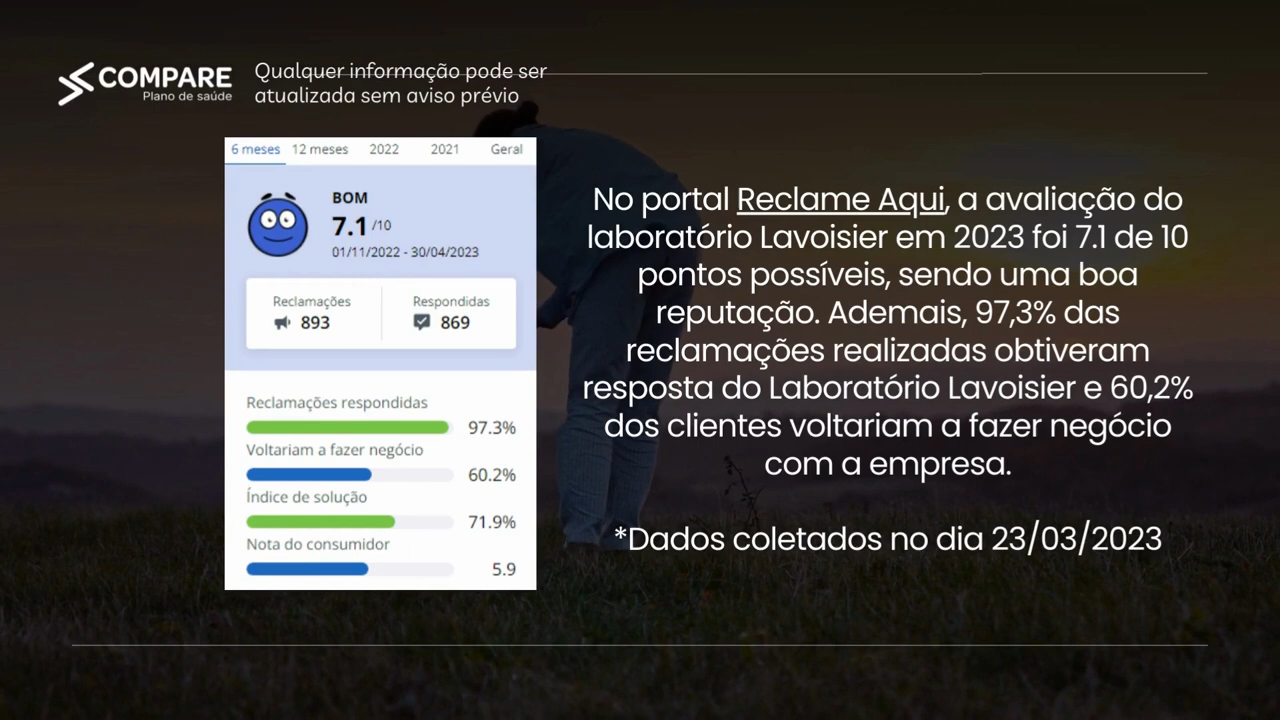 COMPARE
Plano de saúde
Qualquer informação pode ser
atualizada sem aviso prévio
6 meses 12 meses 2022 2021 Geral
BOM
7.1 /10
01/11/2022 - 30/04/2023
Reclamações Respondidas
893 869
Reclamações respondidas
97.3%
Voltariam a fazer negócio
60.2%
Índice de solução
71.9%
Nota do consumidor
5.9
No portal Reclame Aqui, a avaliação do
laboratório Lavoisier em 2023 foi 7.1 de 10
pontos possíveis, sendo uma boa
reputação. Ademais, 97,3% das
reclamações realizadas obtiveram
resposta do Laboratório Lavoisier e 60,2%
dos clientes voltariam a fazer negócio
com a empresa.
*Dados coletados no dia 23/03/2023